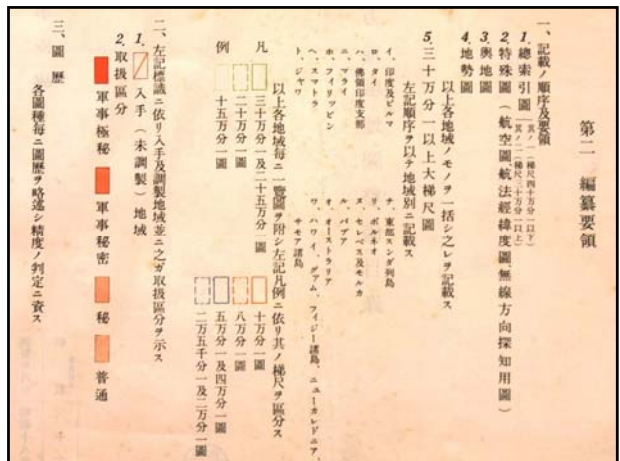 第二 編纂要領
一、記載ノ順序及要領
1. 總索引圖 其ノ一(梯尺四十万分一以下)
其ノ二(梯尺三十万分一以上)
2. 特殊圖(航空圖、航法經緯度圖、無線方向探知用圖)
3. 輿地圖
4. 地勢圖
以上各地域ノモノヲ一括シ之レヲ記載ス
5. 三十万分一以上大梯尺圖
左記順序ヲ以テ地域別ニ記載ス
イ、印度及ビルマ
ロ、タイ
ハ、佛領印度支那
ニ、マライ
ホ、フィリッピン
ヘ、スマトラ
ト、ジャワ
チ、東部スンダ列島
リ、ボルネオ
ヌ、セレベス及モルカ
ル、パプア
オ、オーストラリア
ワ、ハワイ、グアム、フィジー諸島、ニューカレドニア、
サモア諸島
以上各地域毎ニ一覽圖ヲ附シ左記凡例ニ依リ其ノ梯尺ヲ區分ス
凡例
三十万分一及二十五万分一圖
二十万分一圖
十五万分一圖
十万分一圖
八万分一圖
五万分一及四万分一圖
二万五千分一及二万分一圖
二、左記標識ニ依リ入手及調製地域並ニ之ガ取扱區分ヲ示ス
1. 入手(未調製)地域
2. 取扱區分
軍事極秘
軍事秘密
秘
普通
三、圖歷
各圖種毎ニ圖歷ヲ略述シ精度ノ判定ニ資ス